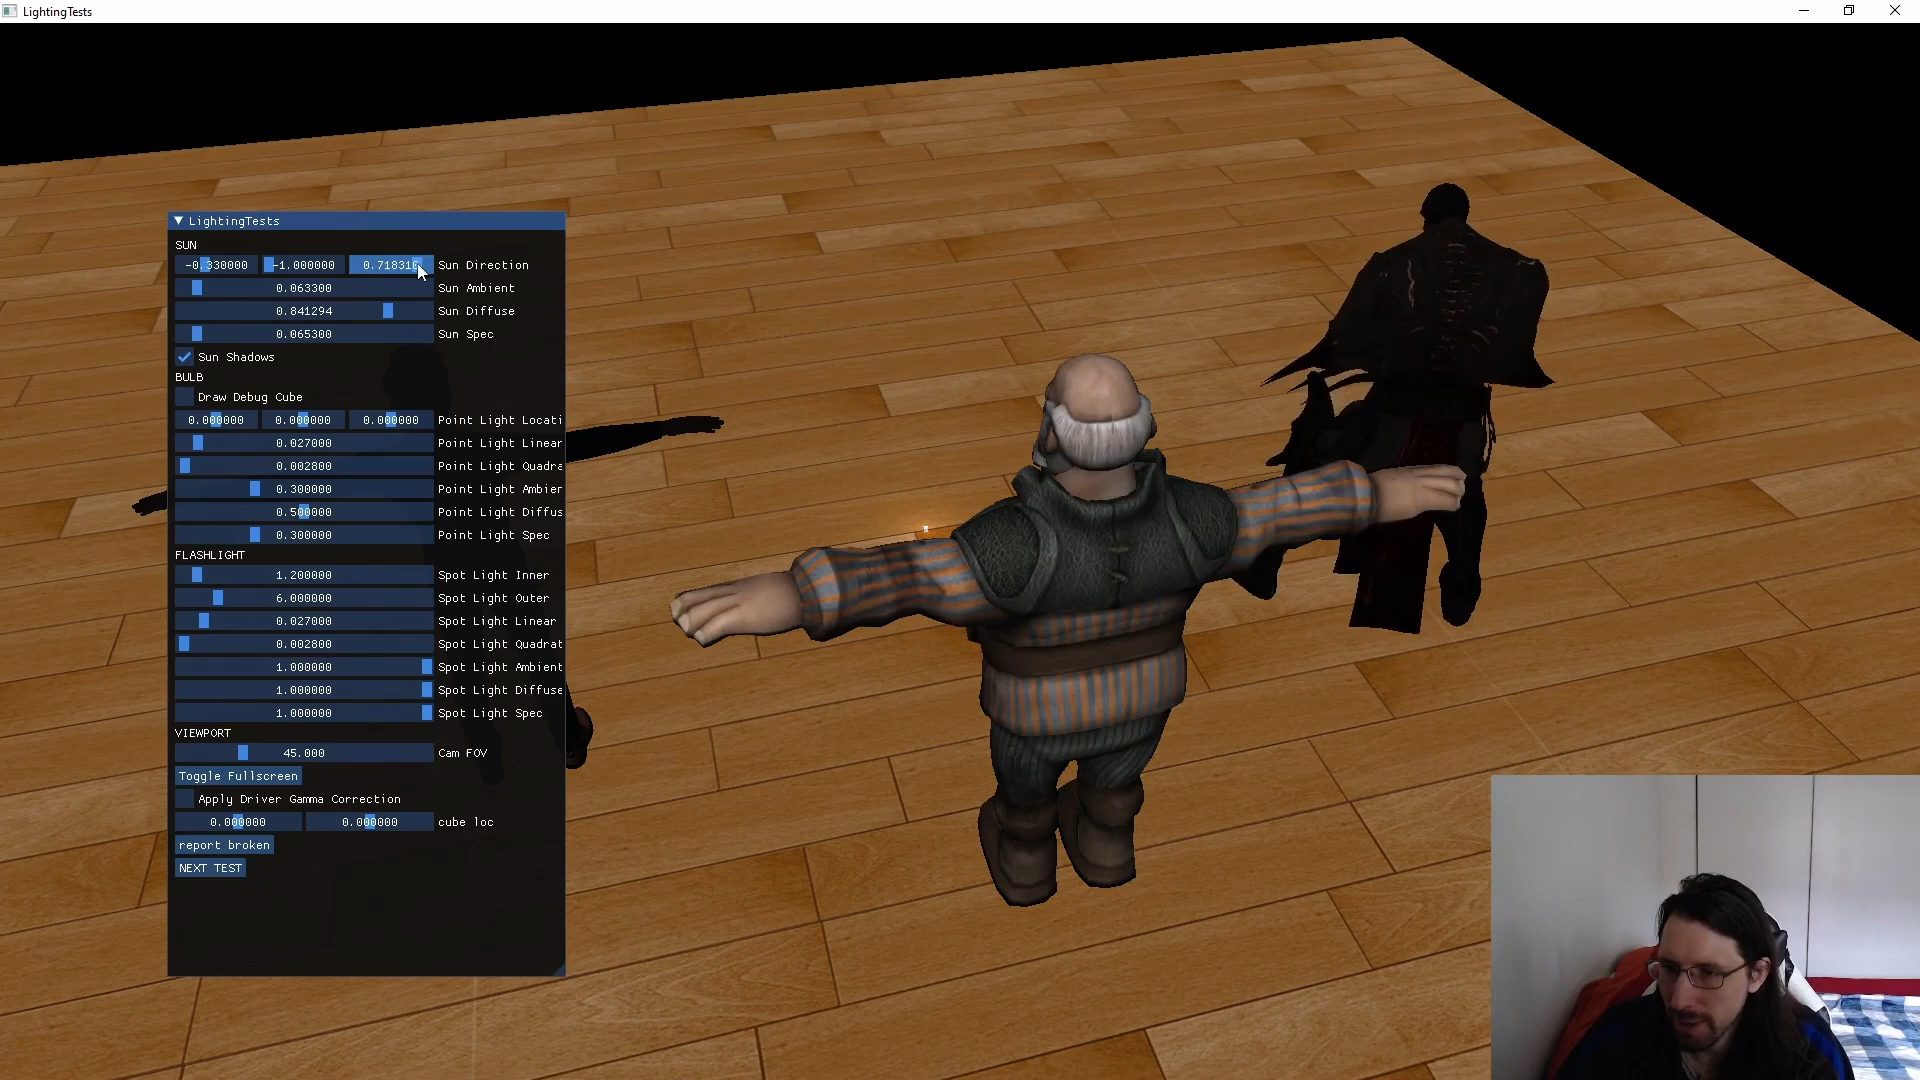 LightingTests
LightingTests
SUN
-0.330000 -1.000000 0.718310 Sun Direction
0.063300 Sun Ambient
0.841294 Sun Diffuse
0.065300 Sun Spec
Sun Shadows
BULB
Draw Debug Cube
0.000000 0.000000 0.000000 Point Light Locati
0.027000 Point Light Linear
0.002800 Point Light Quadra
0.300000 Point Light Ambier
0.500000 Point Light Diffus
0.300000 Point Light Spec
FLASHLIGHT
1.200000 Spot Light Inner
6.000000 Spot Light Outer
0.027000 Spot Light Linear
0.002800 Spot Light Quadrat
1.000000 Spot Light Ambient
1.000000 Spot Light Diffuse
1.000000 Spot Light Spec
VIEWPORT
45.000 Cam FOV
Toggle Fullscreen
Apply Driver Gamma Correction
0.000000 0.000000 cube loc
report broken
NEXT TEST